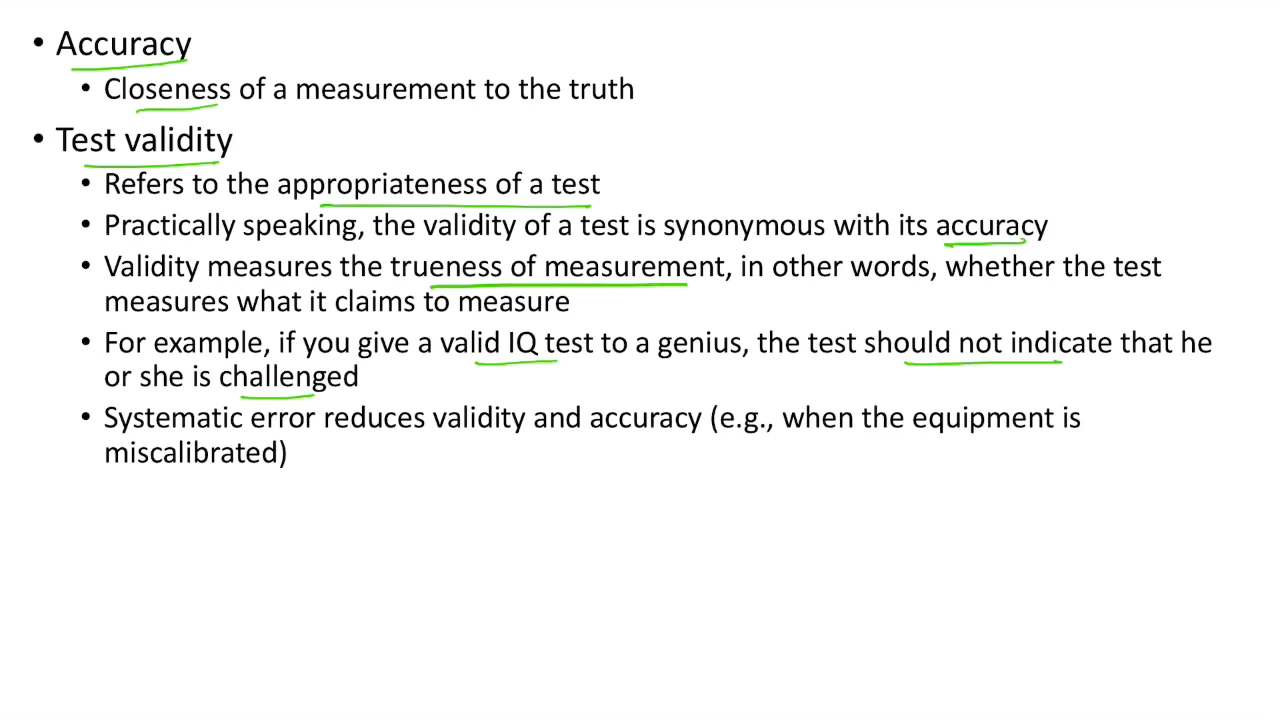 • Accuracy
• Closeness of a measurement to the truth
• Test validity
• Refers to the appropriateness of a test
• Practically speaking, the validity of a test is synonymous with its accuracy
• Validity measures the trueness of measurement, in other words, whether the test
measures what it claims to measure
• For example, if you give a valid IQ test to a genius, the test should not indicate that he
or she is challenged
• Systematic error reduces validity and accuracy (e.g., when the equipment is
miscalibrated)